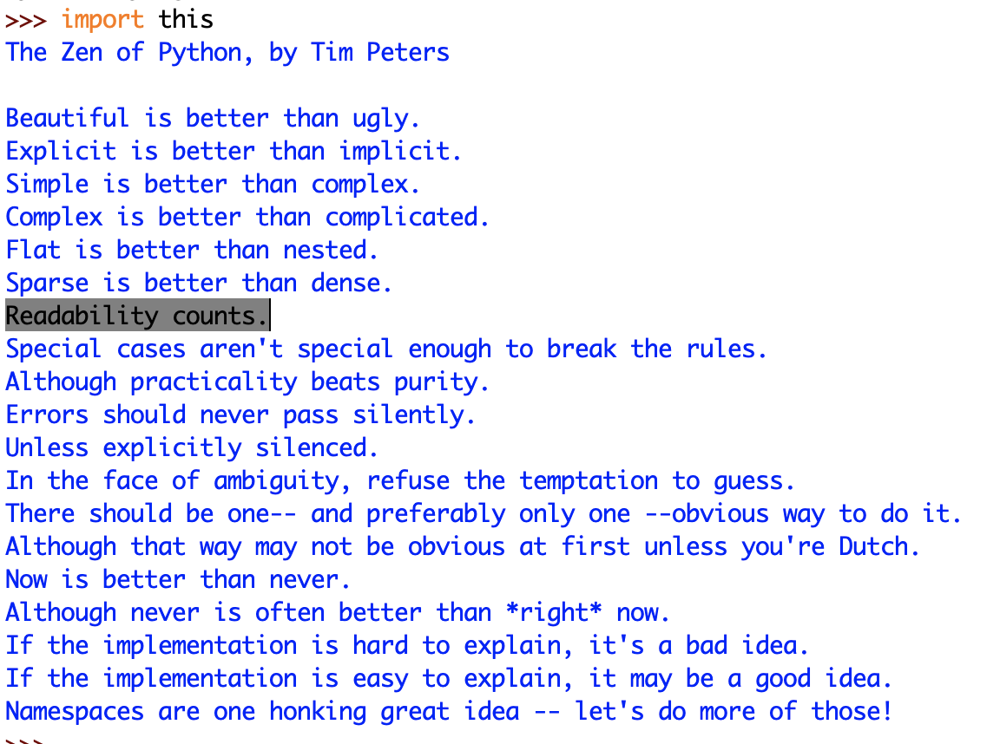 >>> import this
The Zen of Python, by Tim Peters

Beautiful is better than ugly.
Explicit is better than implicit.
Simple is better than complex.
Complex is better than complicated.
Flat is better than nested.
Sparse is better than dense.
Readability counts.
Special cases aren't special enough to break the rules.
Although practicality beats purity.
Errors should never pass silently.
Unless explicitly silenced.
In the face of ambiguity, refuse the temptation to guess.
There should be one-- and preferably only one --obvious way to do it.
Although that way may not be obvious at first unless you're Dutch.
Now is better than never.
Although never is often better than *right* now.
If the implementation is hard to explain, it's a bad idea.
If the implementation is easy to explain, it may be a good idea.
Namespaces are one honking great idea -- let's do more of those!
>>>